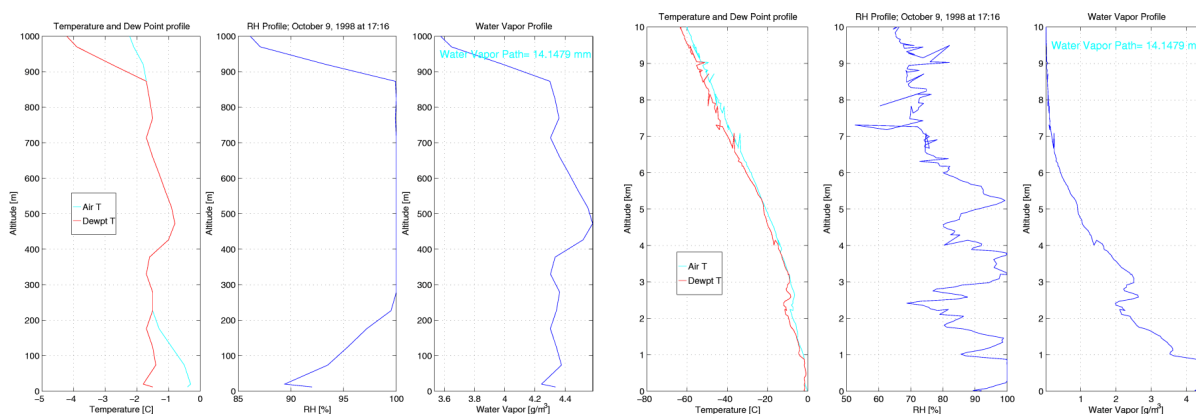 Temperature and Dew Point profile
1000
900
800
700
600
500
400
300
200
100
0
Altitude [m]
Air T
Dewpt T
−5 −4 −3 −2 −1 0
Temperature [C]
RH Profile; October 9, 1998 at 17:16
1000
900
800
700
600
500
400
300
200
100
0
Altitude [m]
85 90 95 100
RH [%]
Water Vapor Profile
Water Vapor Path= 14.1479 mm
1000
900
800
700
600
500
400
300
200
100
0
Altitude [m]
3.6 3.8 4 4.2 4.4
Water Vapor [g/m³]
Temperature and Dew Point profile
10
9
8
7
6
5
4
3
2
1
0
Altitude [km]
Air T
Dewpt T
−80 −60 −40 −20 0
Temperature [C]
RH Profile; October 9, 1998 at 17:16
10
9
8
7
6
5
4
3
2
1
0
Altitude [km]
50 60 70 80 90 100
RH [%]
Water Vapor Profile
Water Vapor Path= 14.1479 m
10
9
8
7
6
5
4
3
2
1
0
Altitude [km]
0 1 2 3 4
Water Vapor [g/m³]